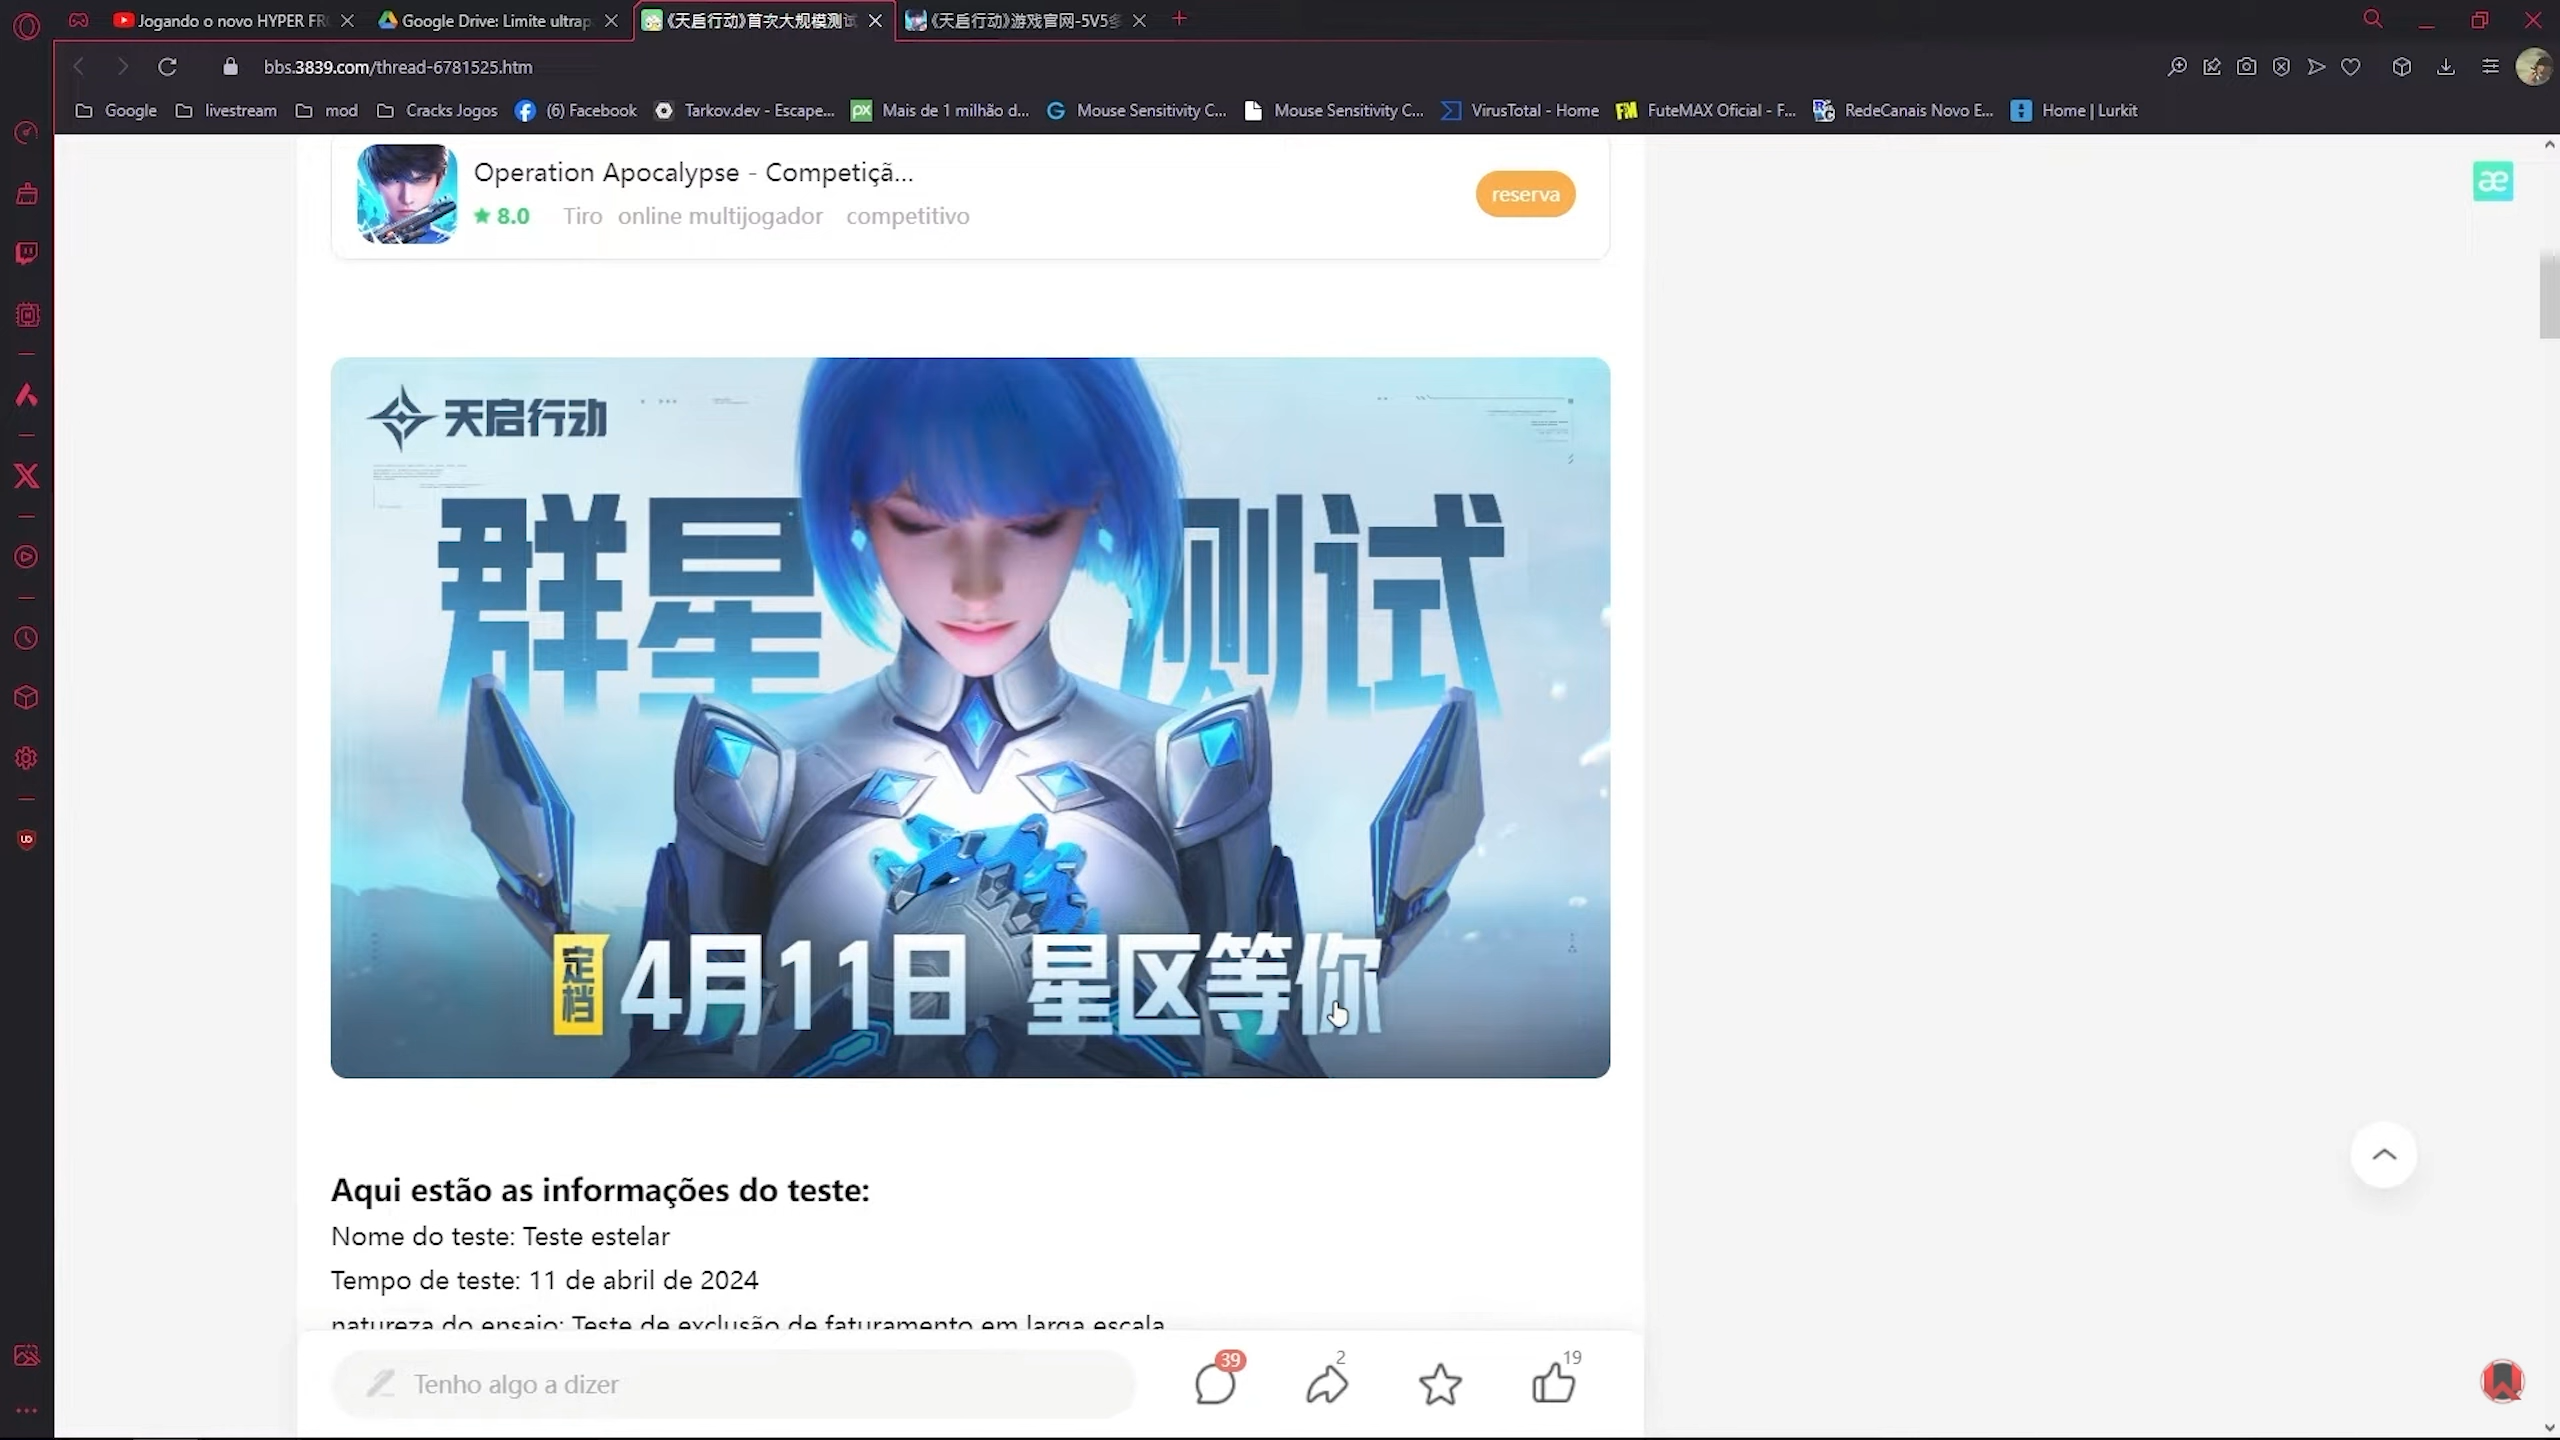 Jogando o novo HYPER FR
Google Drive: Limite ultrap
《天启行动》首次大规模测试
《天启行动》游戏官网-5V5多
bbs.3839.com/thread-6781525.htm
Google
livestream
mod
Cracks Jogos
(6) Facebook
Tarkov.dev - Escape...
px
Mais de 1 milhão d...
G
Mouse Sensitivity C...
Mouse Sensitivity C...
VirusTotal - Home
FM
FuteMAX Oficial - F...
RedeCanais Novo E...
Home | Lurkit
æ
Operation Apocalypse - Competiçã...
8.0
Tiro online multijogador competitivo
reserva
天启行动
群星 测试
定档
4月11日 星区等你
Aqui estão as informações do teste:
Nome do teste: Teste estelar
Tempo de teste: 11 de abril de 2024
natureza do ensaio: Teste de exclusão de faturamento em larga escala
Tenho algo a dizer
39
2
19